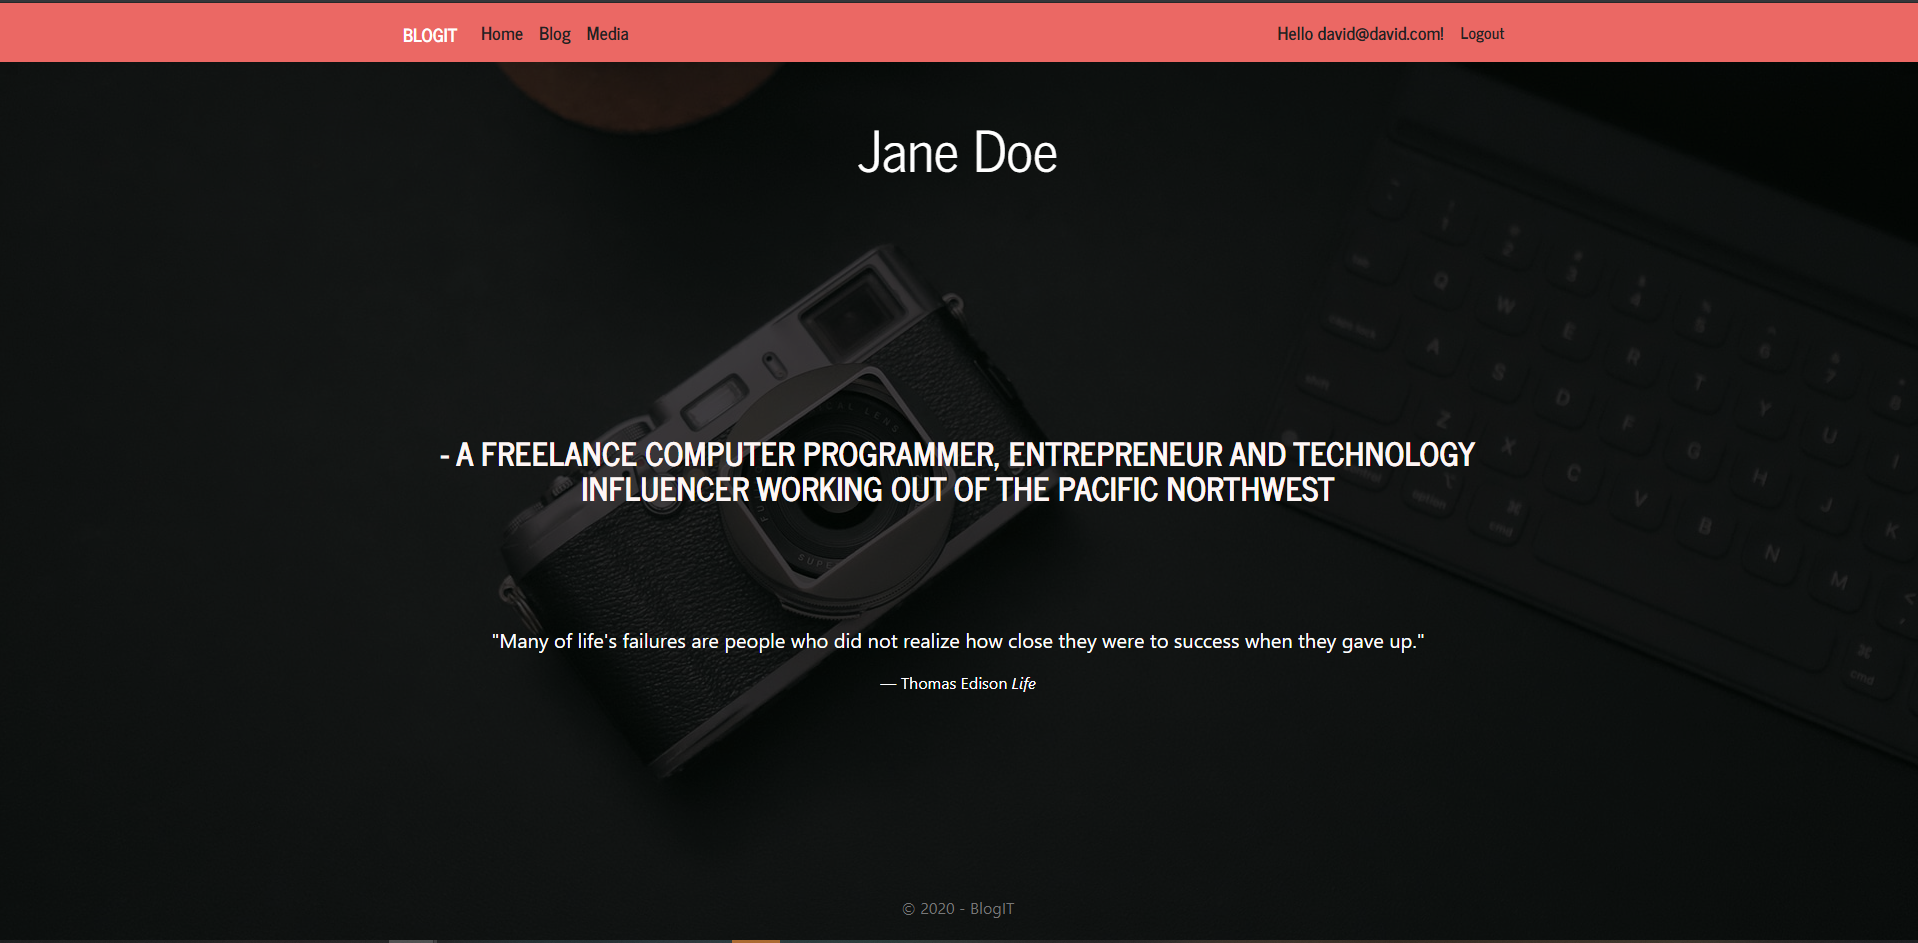 BLOGIT Home Blog Media Hello david@david.com! Logout
Jane Doe
- A FREELANCE COMPUTER PROGRAMMER, ENTREPRENEUR AND TECHNOLOGY
INFLUENCER WORKING OUT OF THE PACIFIC NORTHWEST
"Many of life's failures are people who did not realize how close they were to success when they gave up."
— Thomas Edison Life
© 2020 - BlogIT